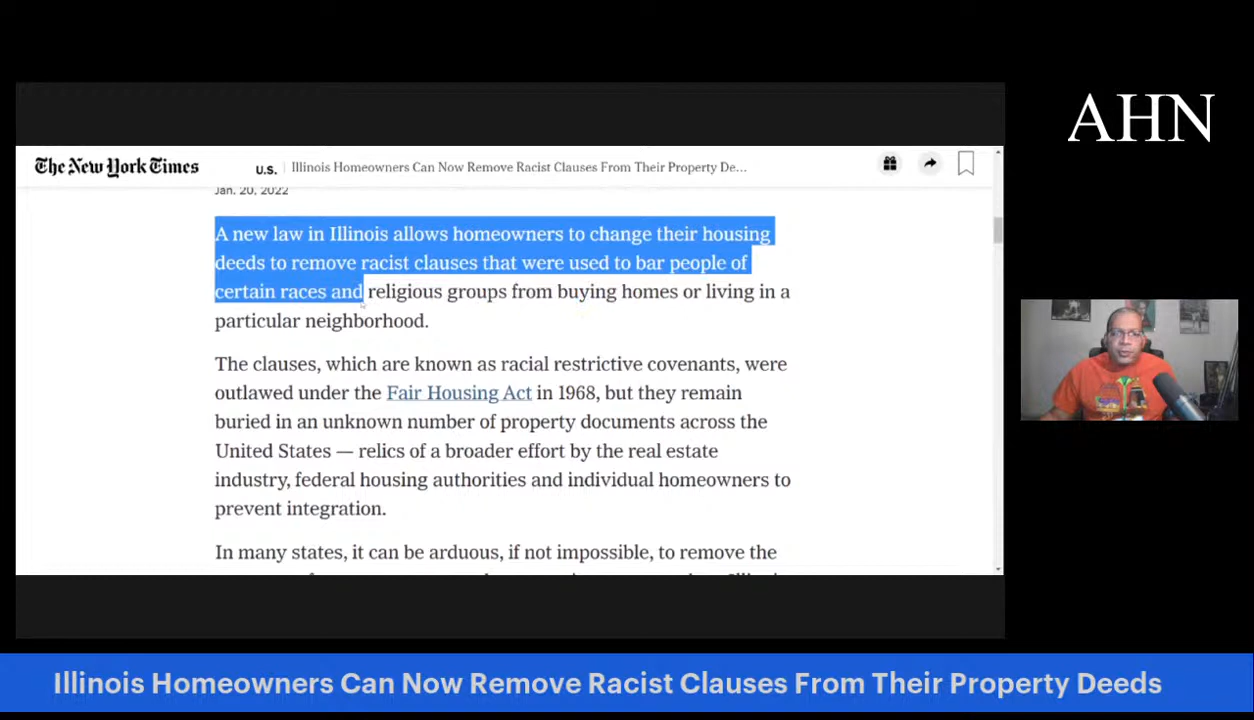 AHN
The New York Times
U.S. | Illinois Homeowners Can Now Remove Racist Clauses From Their Property De...
Jan. 20, 2022
A new law in Illinois allows homeowners to change their housing
deeds to remove racist clauses that were used to bar people of
certain races and religious groups from buying homes or living in a
particular neighborhood.
The clauses, which are known as racial restrictive covenants, were
outlawed under the Fair Housing Act in 1968, but they remain
buried in an unknown number of property documents across the
United States — relics of a broader effort by the real estate
industry, federal housing authorities and individual homeowners to
prevent integration.
In many states, it can be arduous, if not impossible, to remove the
Illinois Homeowners Can Now Remove Racist Clauses From Their Property Deeds